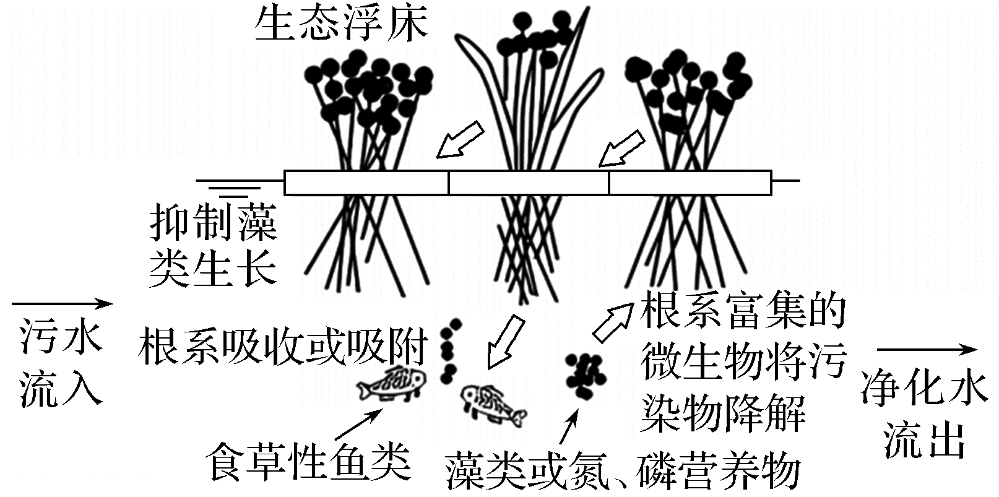 生态浮床
抑制藻
类生长
污水
流入
根系吸收或吸附
食草性鱼类
藻类或氮、磷营养物
根系富集的
微生物将污
染物降解
净化水
流出